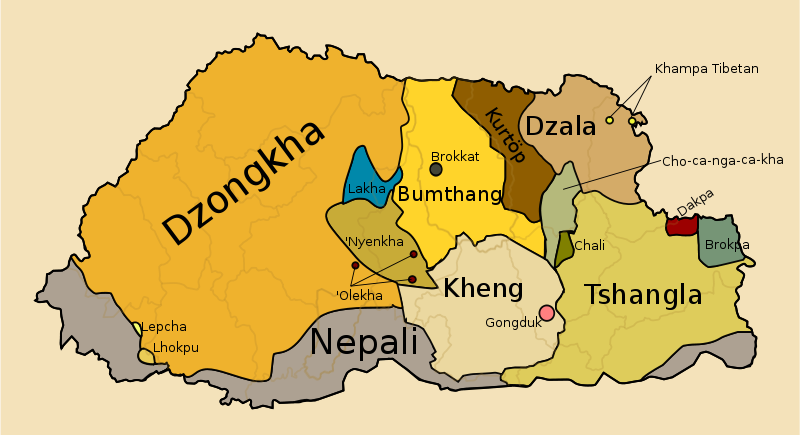 Khampa Tibetan
Dzongkha
Kurtöp
Dzala
Brokkat
Cho-ca-nga-ca-kha
Lakha
Bumthang
Dakpa
'Nyenkha
Chali
Brokpa
'Olekha
Kheng
Tshangla
Gongduk
Lepcha
Nepali
Lhokpu